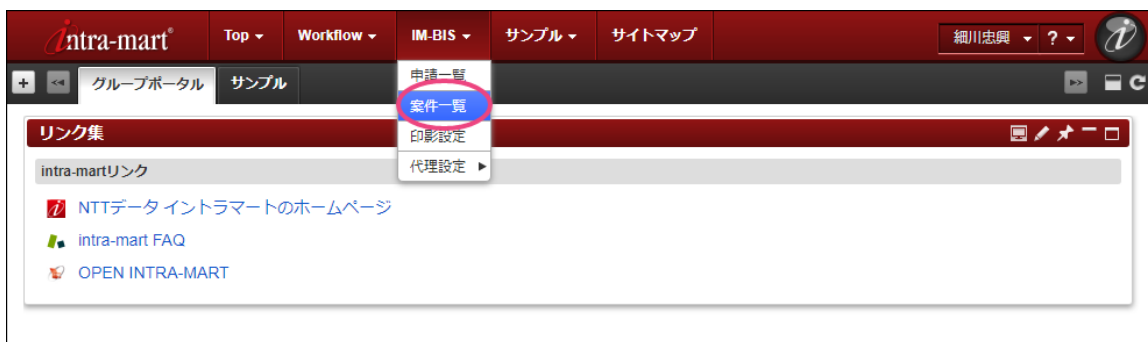 intra-mart® Top Workflow IM-BIS サンプル サイトマップ 細川忠興 ?
グループポータル サンプル
申請一覧
案件一覧
印影設定
代理設定
リンク集
intra-martリンク
NTTデータ イントラマートのホームページ
intra-mart FAQ
OPEN INTRA-MART